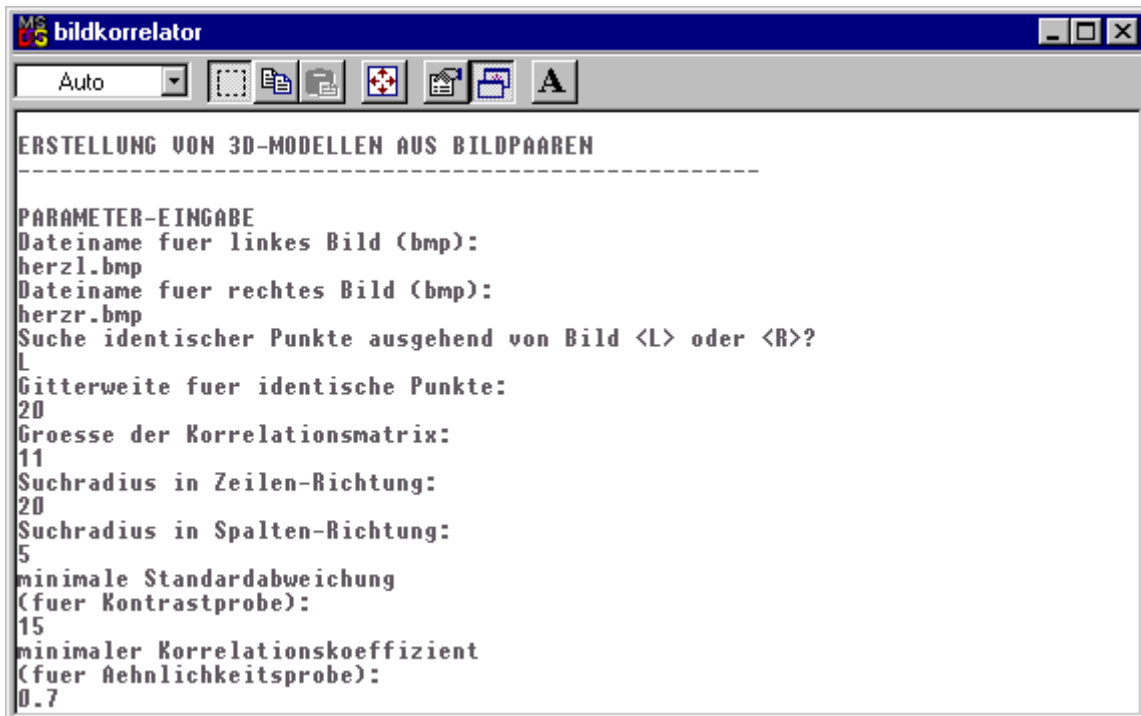 bildkorrelator
Auto
A
ERSTELLUNG VON 3D-MODELLEN AUS BILDPAAREN
-----------------------------------------------------
PARAMETER-EINGABE
Dateiname fuer linkes Bild (bmp):
herzl.bmp
Dateiname fuer rechtes Bild (bmp):
herzr.bmp
Suche identischer Punkte ausgehend von Bild <L> oder <R>?
L
Gitterweite fuer identische Punkte:
20
Groesse der Korrelationsmatrix:
11
Suchradius in Zeilen-Richtung:
20
Suchradius in Spalten-Richtung:
5
minimale Standardabweichung
(fuer Kontrastprobe):
15
minimaler Korrelationskoeffizient
(fuer Aehnlichkeitsprobe):
0.7